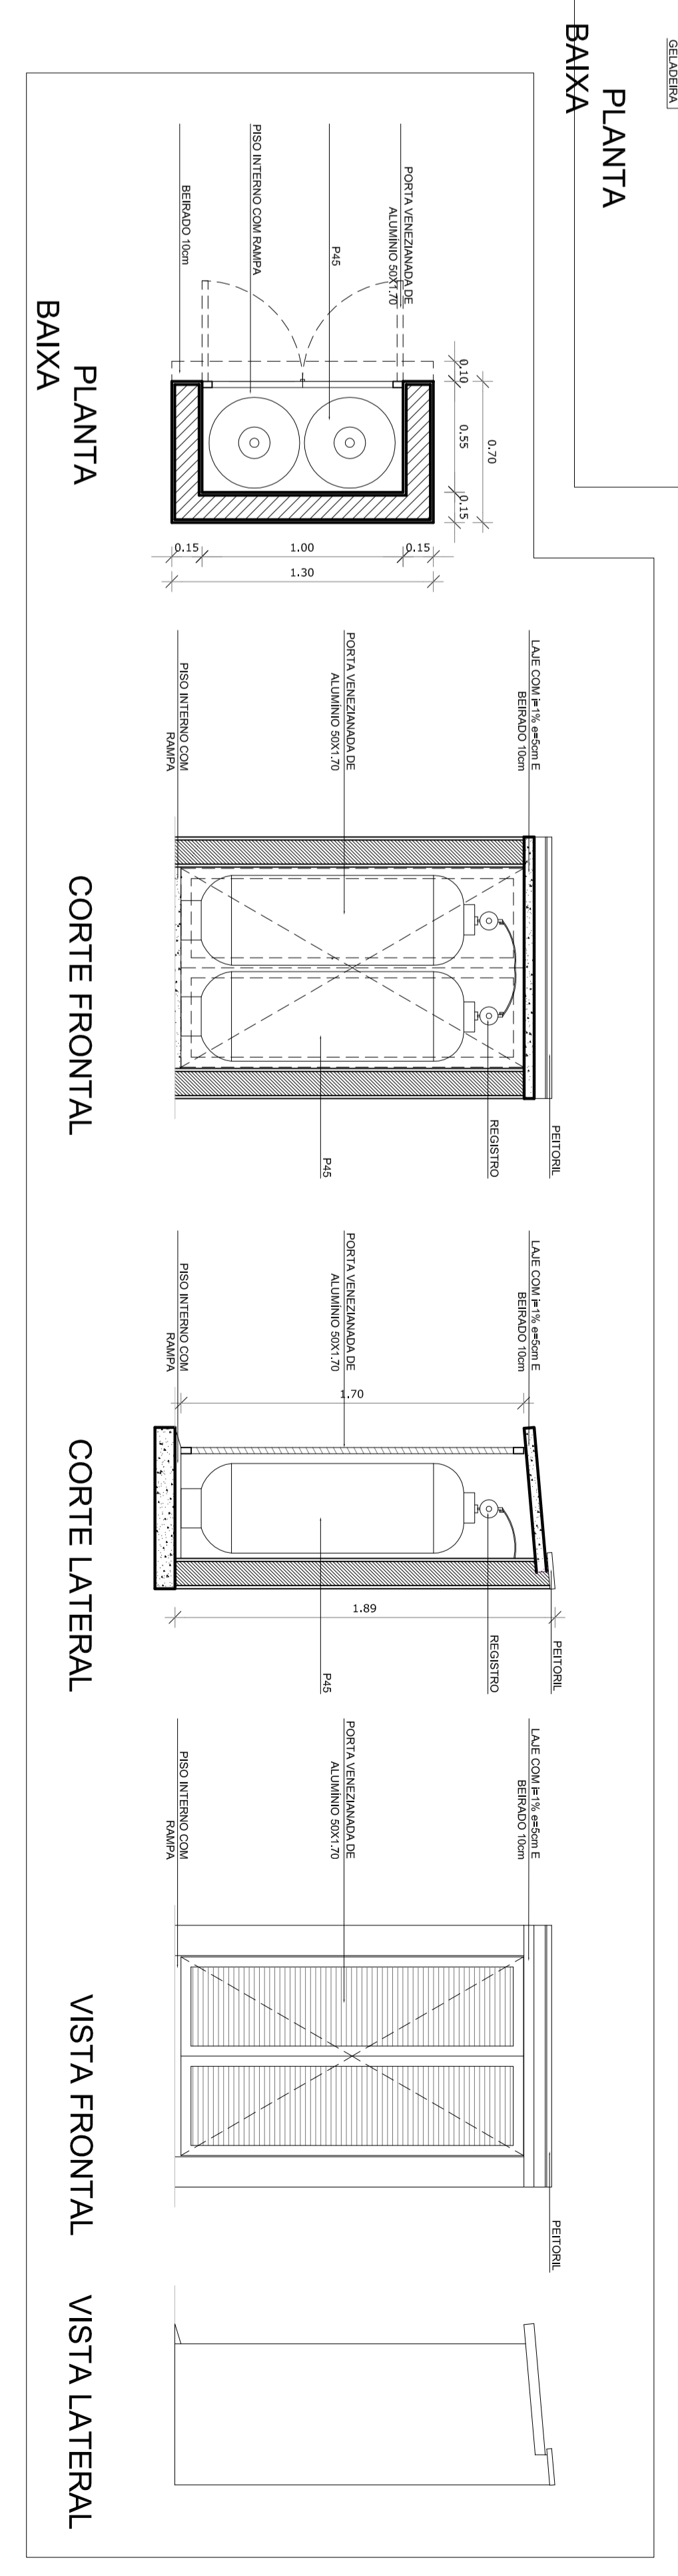 GELADEIRA
PLANTA
BAIXA
PORTA VENEZIANADA DE
ALUMÍNIO 50X1.70
P45
PISO INTERNO COM RAMPA
BEIRADO 10cm
0.10
0.55
0.15
0.70
0.15
1.00
0.15
1.30
PLANTA
BAIXA
LAJE COM i=1% e=5cm E
BEIRADO 10cm
PORTA VENEZIANADA DE
ALUMÍNIO 50X1.70
PISO INTERNO COM
RAMPA
PEITORIL
REGISTRO
P45
CORTE FRONTAL
LAJE COM i=1% e=5cm E
BEIRADO 10cm
PORTA VENEZIANADA DE
ALUMÍNIO 50X1.70
PISO INTERNO COM
RAMPA
1.70
1.89
PEITORIL
REGISTRO
P45
CORTE LATERAL
LAJE COM i=1% e=5cm E
BEIRADO 10cm
PORTA VENEZIANADA DE
ALUMÍNIO 50X1.70
PISO INTERNO COM
RAMPA
PEITORIL
VISTA FRONTAL
VISTA LATERAL